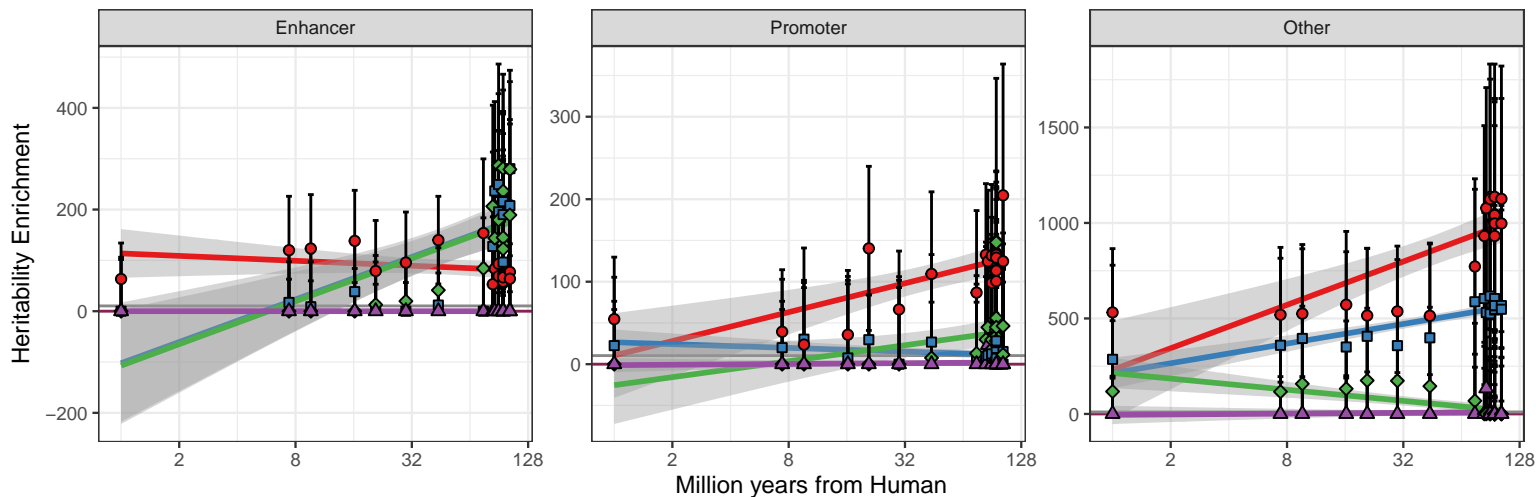 Enhancer
Promoter
Other
Heritability Enrichment
400
200
0
−200
300
200
100
0
1500
1000
500
0
2 8 32 128
2 8 32 128
2 8 32 128
Million years from Human